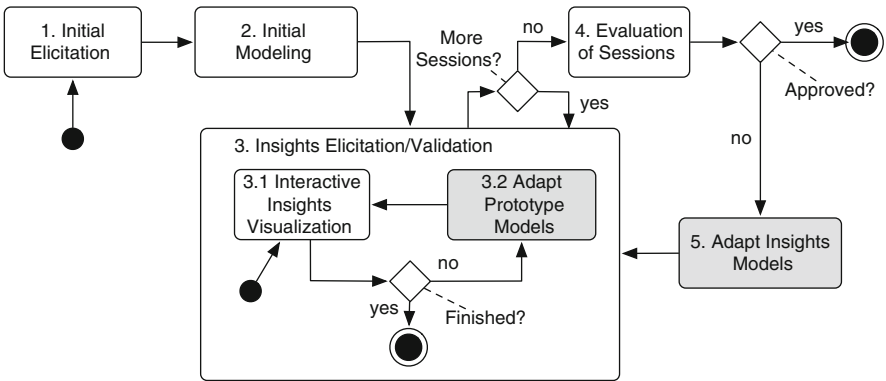 1. Initial
Elicitation
2. Initial
Modeling
More
Sessions?
no
yes
4. Evaluation
of Sessions
yes
Approved?
no
3. Insights Elicitation/Validation
3.1 Interactive
Insights
Visualization
3.2 Adapt
Prototype
Models
no
yes
Finished?
5. Adapt Insights
Models